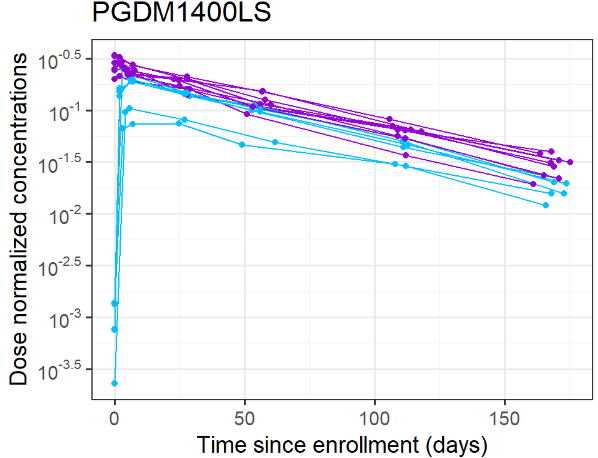 PGDM1400LS
Dose normalized concentrations
10^-0.5
10^-1
10^-1.5
10^-2
10^-2.5
10^-3
10^-3.5
0 50 100 150
Time since enrollment (days)